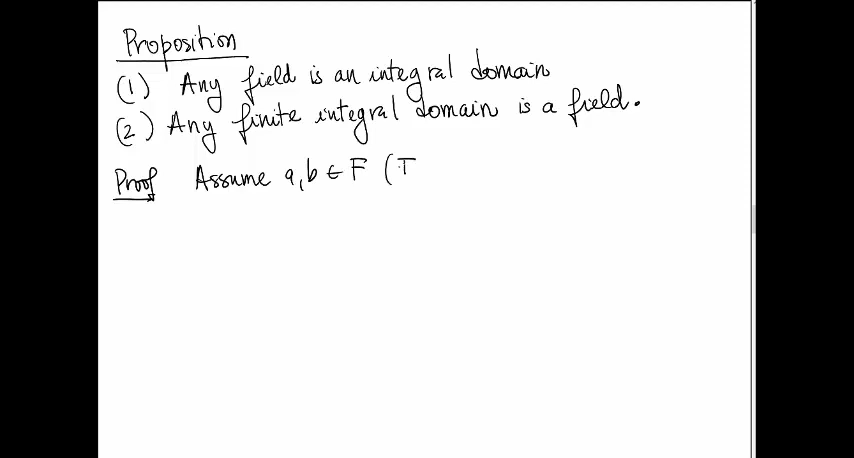 Proposition
(1) Any field is an integral domain
(2) Any finite integral domain is a field.
Proof Assume a, b ∈ F (T